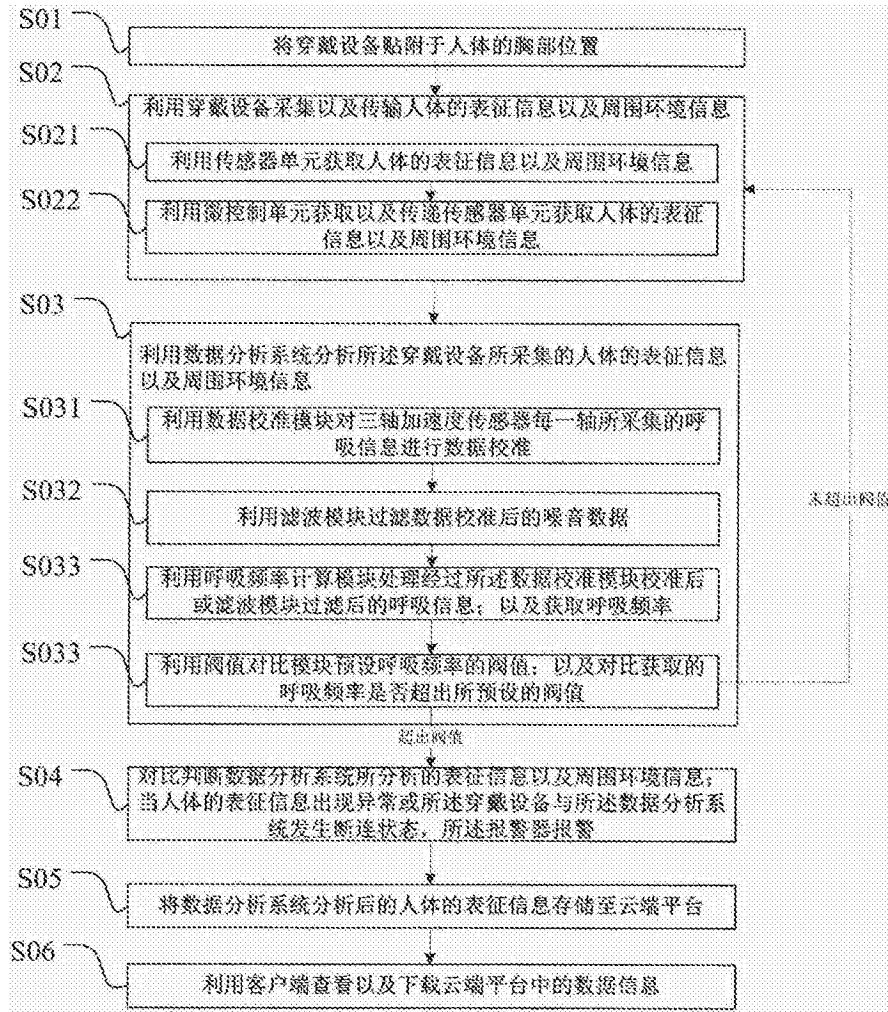 S01
将穿戴设备贴附于人体的胸部位置
S02
利用穿戴设备采集以及传输人体的表征信息以及周围环境信息
S021
利用传感器单元获取人体的表征信息以及周围环境信息
S022
利用微控制单元获取以及传递传感器单元获取人体的表征
信息以及周围环境信息
S03
利用数据分析系统分析所述穿戴设备所采集的人体的表征信息
以及周围环境信息
S031
利用数据校准模块对三轴加速度传感器每一轴所采集的呼
吸信息进行数据校准
S032
利用滤波模块过滤数据校准后的噪音数据
未超出阀值
S033
利用呼吸频率计算模块处理经过所述数据校准模块校准后
或滤波模块过滤后的呼吸信息；以及获取呼吸频率
S033
利用阀值对比模块预设呼吸频率的阀值；以及对比获取的
呼吸频率是否超出所预设的阀值
超出阀值
S04
对比判断数据分析系统所分析的表征信息以及周围环境信息；
当人体的表征信息出现异常或所述穿戴设备与所述数据分析系
统发生断连状态，所述报警器报警
S05
将数据分析系统分析后的人体的表征信息存储至云端平台
S06
利用客户端查看以及下载云端平台中的数据信息